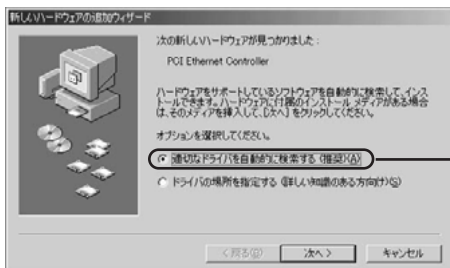 新しいハードウェアの追加ウィザード
次の新しいハードウェアが見つかりました：
PCI Ethernet Controller
ハードウェアをサポートしているソフトウェアを自動的に検索して、インス
トールできます。ハードウェアに付属のインストール メディアがある場合
は、そのメディアを挿入して、[次へ] をクリックしてください。
オプションを選択してください。
適切なドライバを自動的に検索する (推奨)(A)
ドライバの場所を指定する (詳しい知識のある方向け)(S)
< 戻る(B)
次へ >
キャンセル